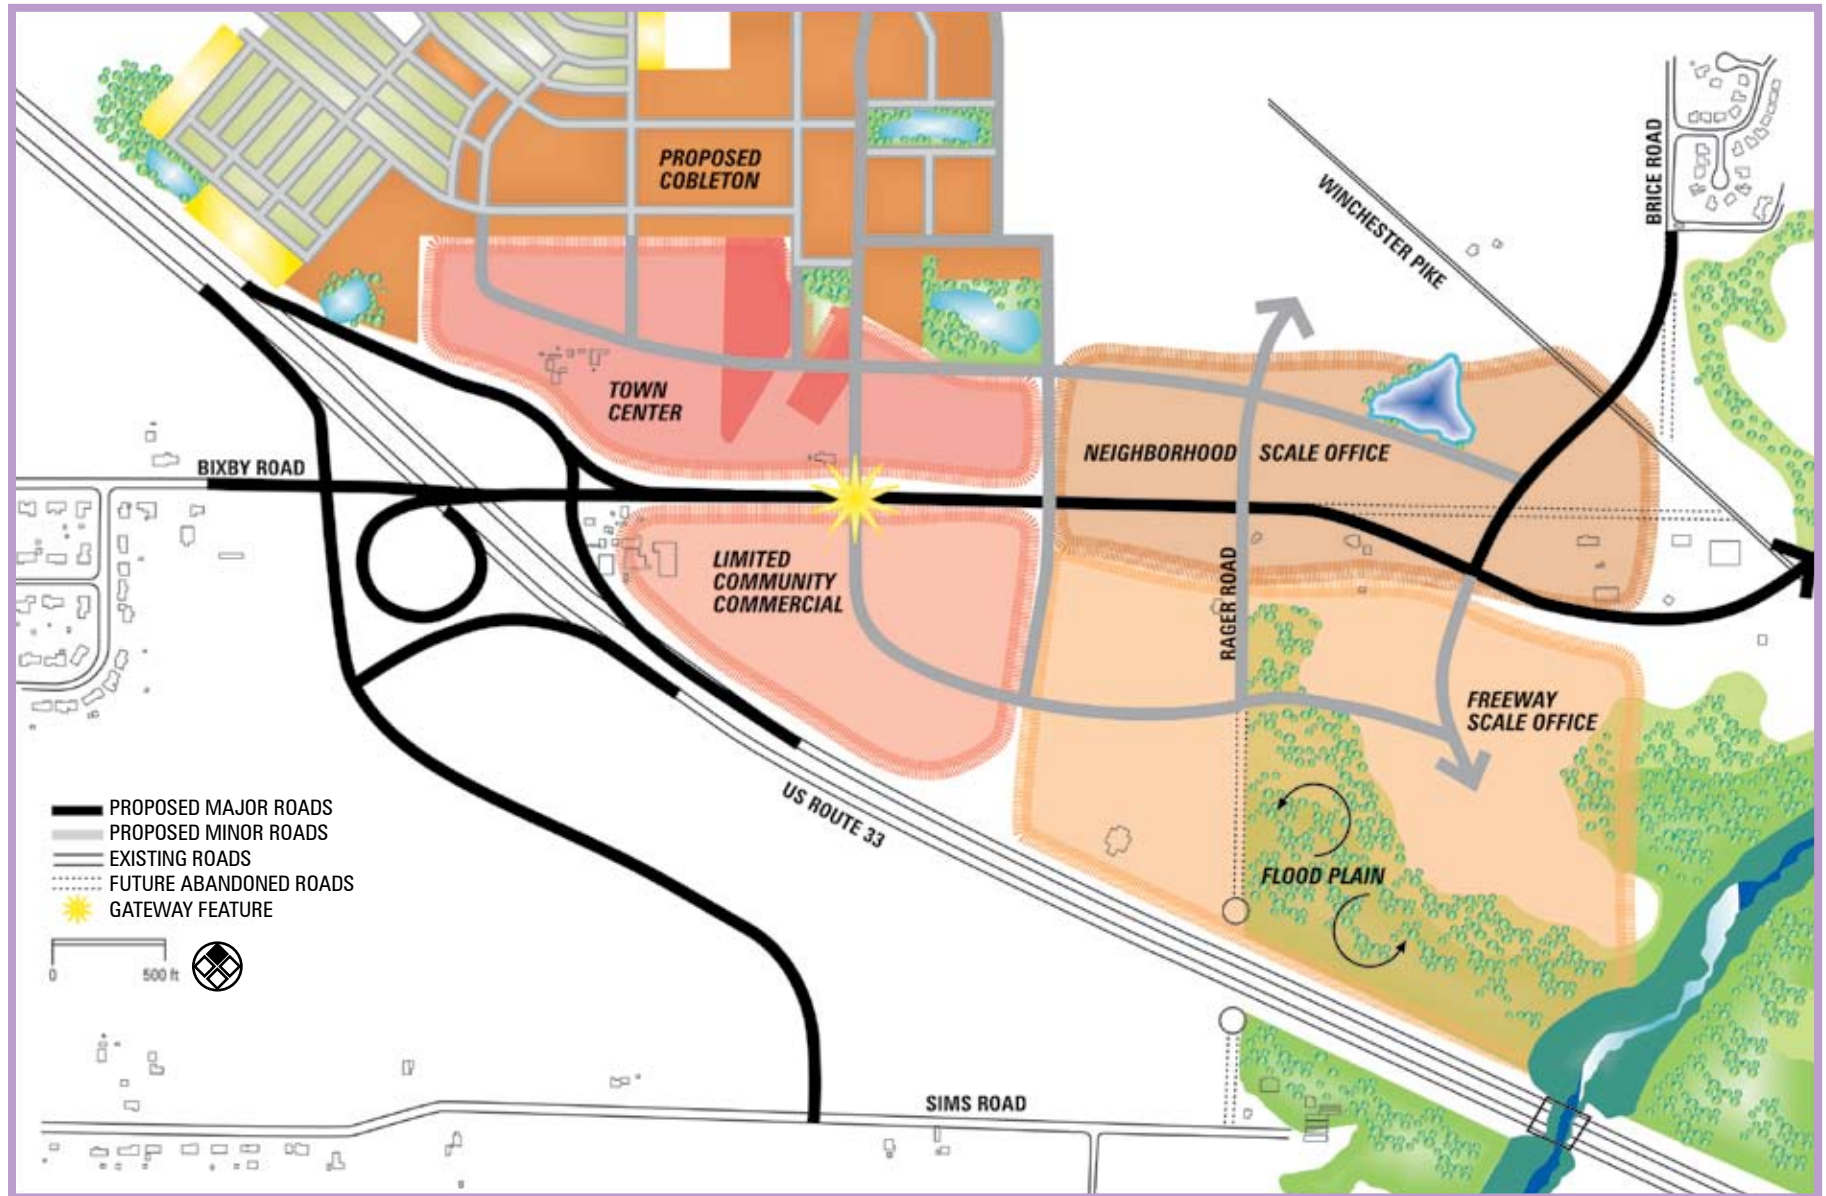 PROPOSED
COBLETON
WINCHESTER PIKE
BRICE ROAD
TOWN
CENTER
NEIGHBORHOOD SCALE OFFICE
BIXBY ROAD
LIMITED
COMMUNITY
COMMERCIAL
RAGER ROAD
FREEWAY
SCALE OFFICE
US ROUTE 33
FLOOD PLAIN
PROPOSED MAJOR ROADS
PROPOSED MINOR ROADS
EXISTING ROADS
FUTURE ABANDONED ROADS
GATEWAY FEATURE
0 500 ft
SIMS ROAD